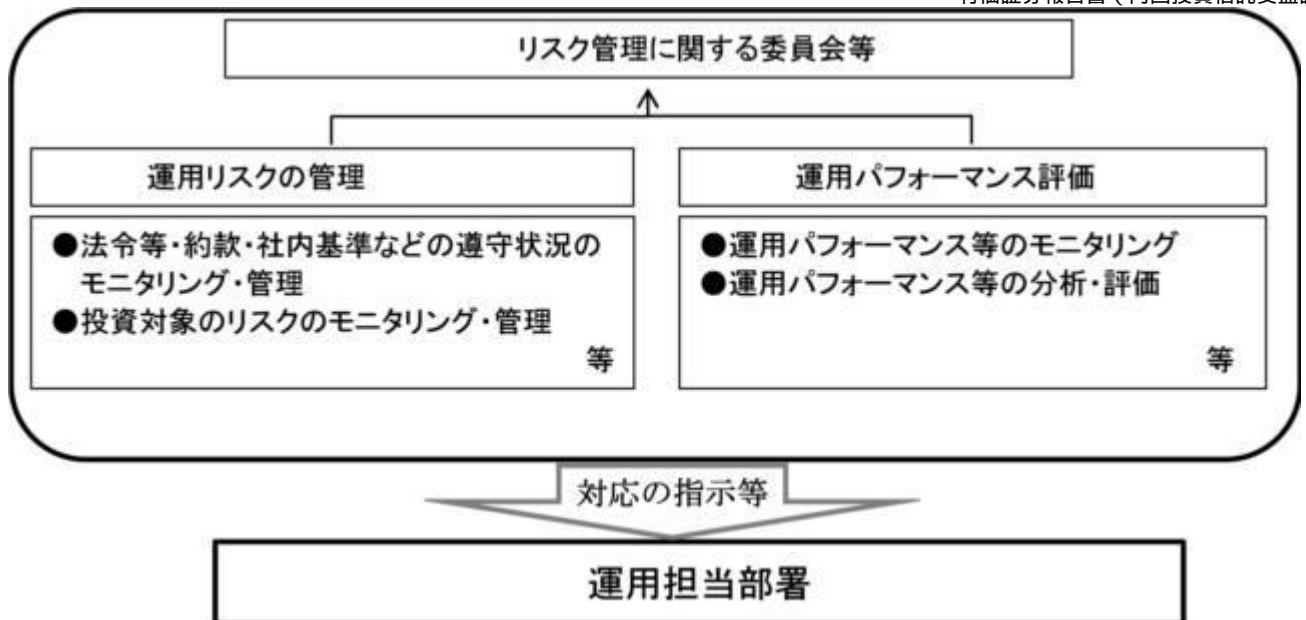 リスク管理に関する委員会等
運用リスクの管理
運用パフォーマンス評価
●法令等・約款・社内基準などの遵守状況の
モニタリング・管理
●投資対象のリスクのモニタリング・管理
等
●運用パフォーマンス等のモニタリング
●運用パフォーマンス等の分析・評価
等
対応の指示等
運用担当部署